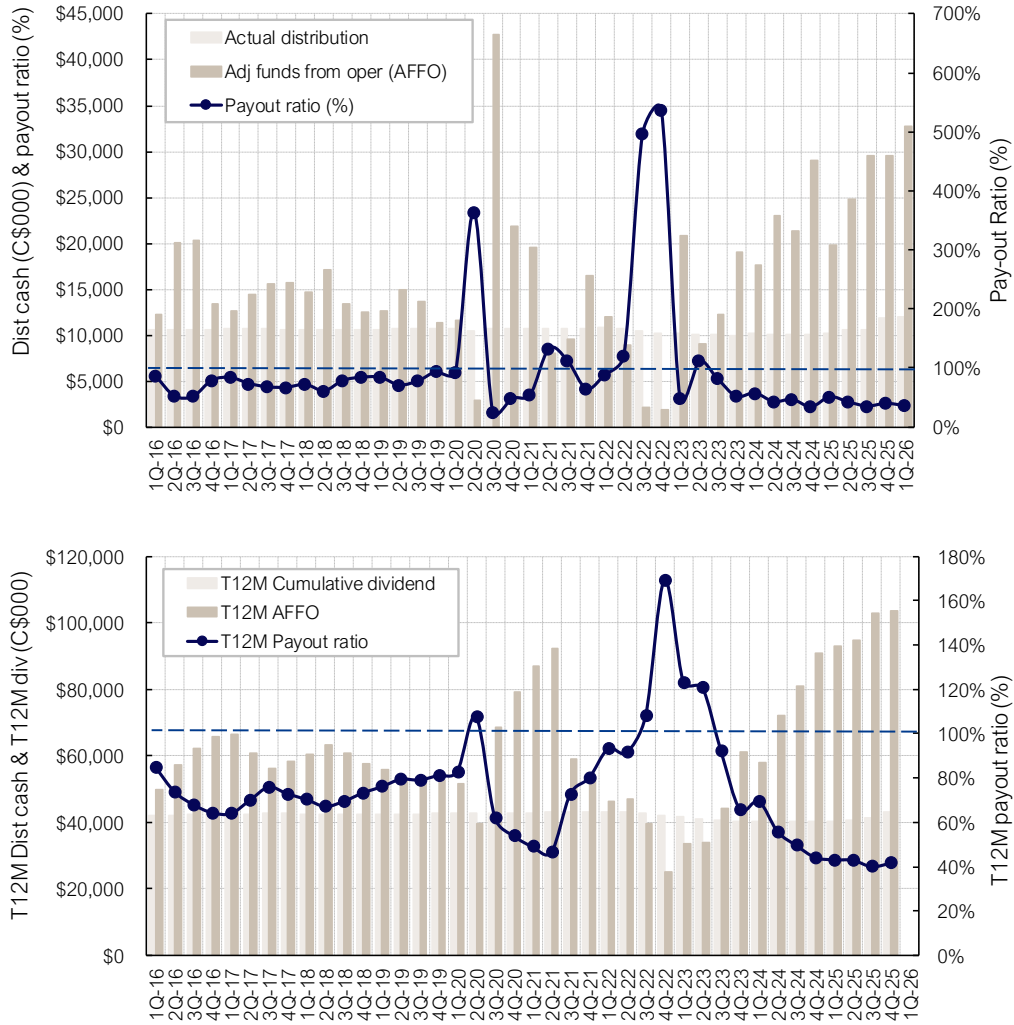 Dist cash (C$000) & payout ratio (%)
$45,000
$40,000
$35,000
$30,000
$25,000
$20,000
$15,000
$10,000
$5,000
$0
Actual distribution
Adj funds from oper (AFFO)
Payout ratio (%)
700%
600%
500%
400%
300%
200%
100%
0%
Pay-out Ratio (%)
1Q-16
2Q-16
3Q-16
4Q-16
1Q-17
2Q-17
3Q-17
4Q-17
1Q-18
2Q-18
3Q-18
4Q-18
1Q-19
2Q-19
3Q-19
4Q-19
1Q-20
2Q-20
3Q-20
4Q-20
1Q-21
2Q-21
3Q-21
4Q-21
1Q-22
2Q-22
3Q-22
4Q-22
1Q-23
2Q-23
3Q-23
4Q-23
1Q-24
2Q-24
3Q-24
4Q-24
1Q-25
2Q-25
3Q-25
4Q-25
1Q-26
T12M Dist cash & T12M div (C$000)
$120,000
$100,000
$80,000
$60,000
$40,000
$20,000
$0
T12M Cumulative dividend
T12M AFFO
T12M Payout ratio
180%
160%
140%
120%
100%
80%
60%
40%
20%
0%
T12M payout ratio (%)
1Q-16
2Q-16
3Q-16
4Q-16
1Q-17
2Q-17
3Q-17
4Q-17
1Q-18
2Q-18
3Q-18
4Q-18
1Q-19
2Q-19
3Q-19
4Q-19
1Q-20
2Q-20
3Q-20
4Q-20
1Q-21
2Q-21
3Q-21
4Q-21
1Q-22
2Q-22
3Q-22
4Q-22
1Q-23
2Q-23
3Q-23
4Q-23
1Q-24
2Q-24
3Q-24
4Q-24
1Q-25
2Q-25
3Q-25
4Q-25
1Q-26